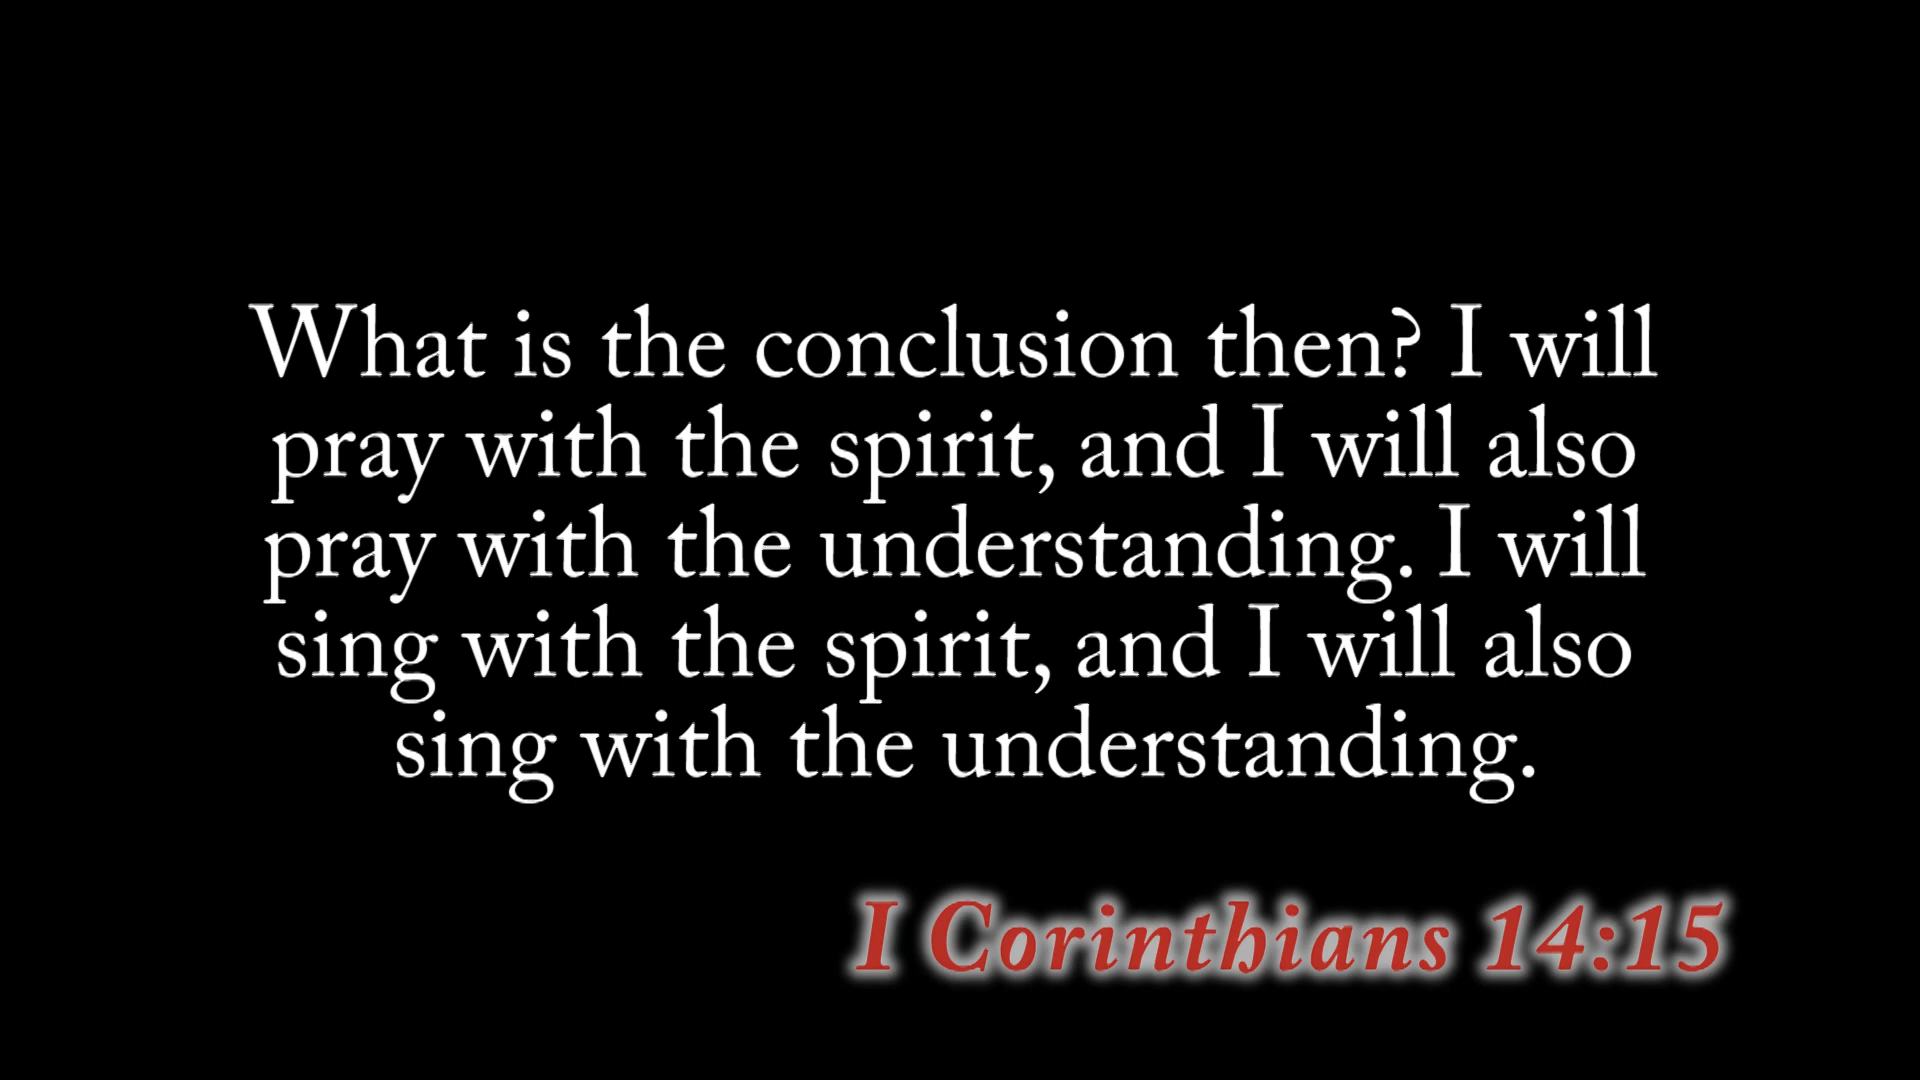 What is the conclusion then? I will
pray with the spirit, and I will also
pray with the understanding. I will
sing with the spirit, and I will also
sing with the understanding.
I Corinthians 14:15